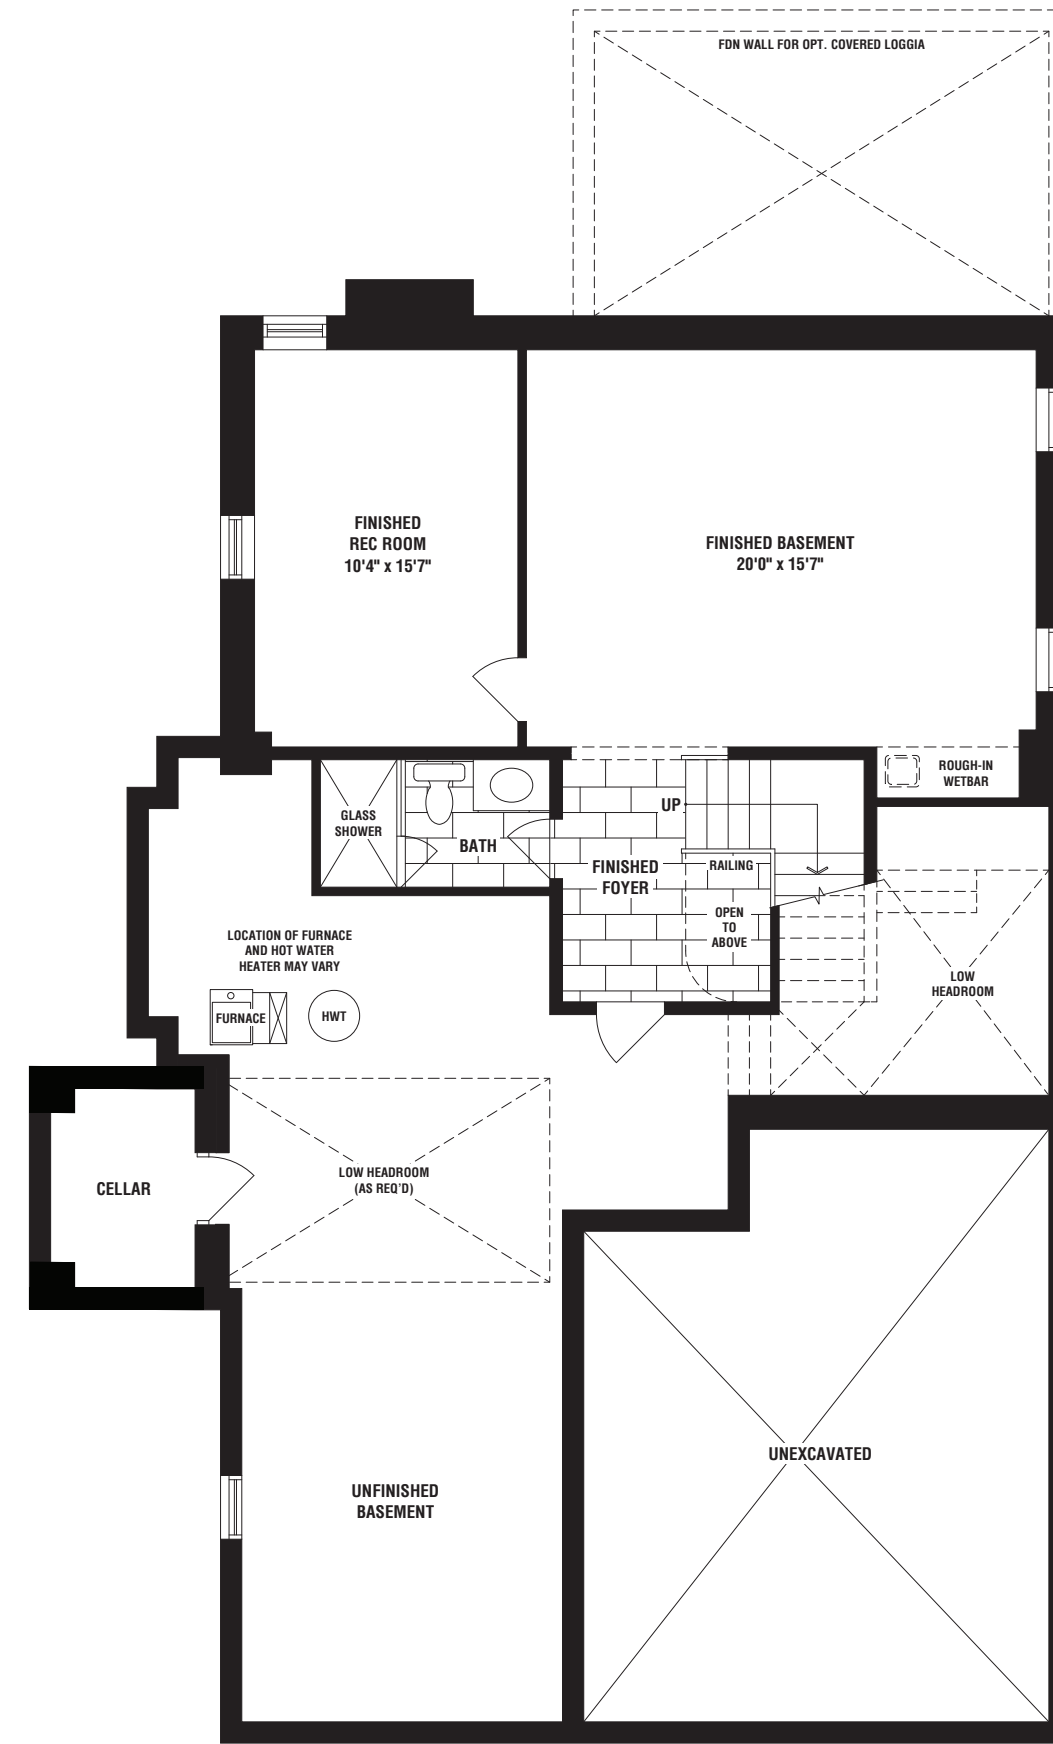 FDN WALL FOR OPT. COVERED LOGGIA
FINISHED
REC ROOM
10'4" x 15'7"
FINISHED BASEMENT
20'0" x 15'7"
ROUGH-IN
WETBAR
GLASS
SHOWER
BATH
UP
FINISHED
FOYER
RAILING
OPEN
TO
ABOVE
LOW
HEADROOM
LOCATION OF FURNACE
AND HOT WATER
HEATER MAY VARY
FURNACE
HWT
CELLAR
LOW HEADROOM
(AS REQ'D)
UNFINISHED
BASEMENT
UNEXCAVATED